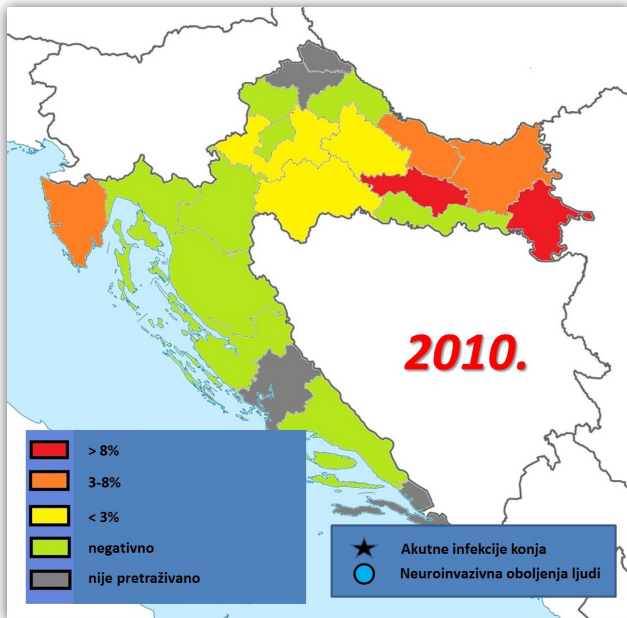 2010.
> 8%
3-8%
< 3%
negativno
nije pretraživano
Akutne infekcije konja
Neuroinvazivna oboljenja ljudi